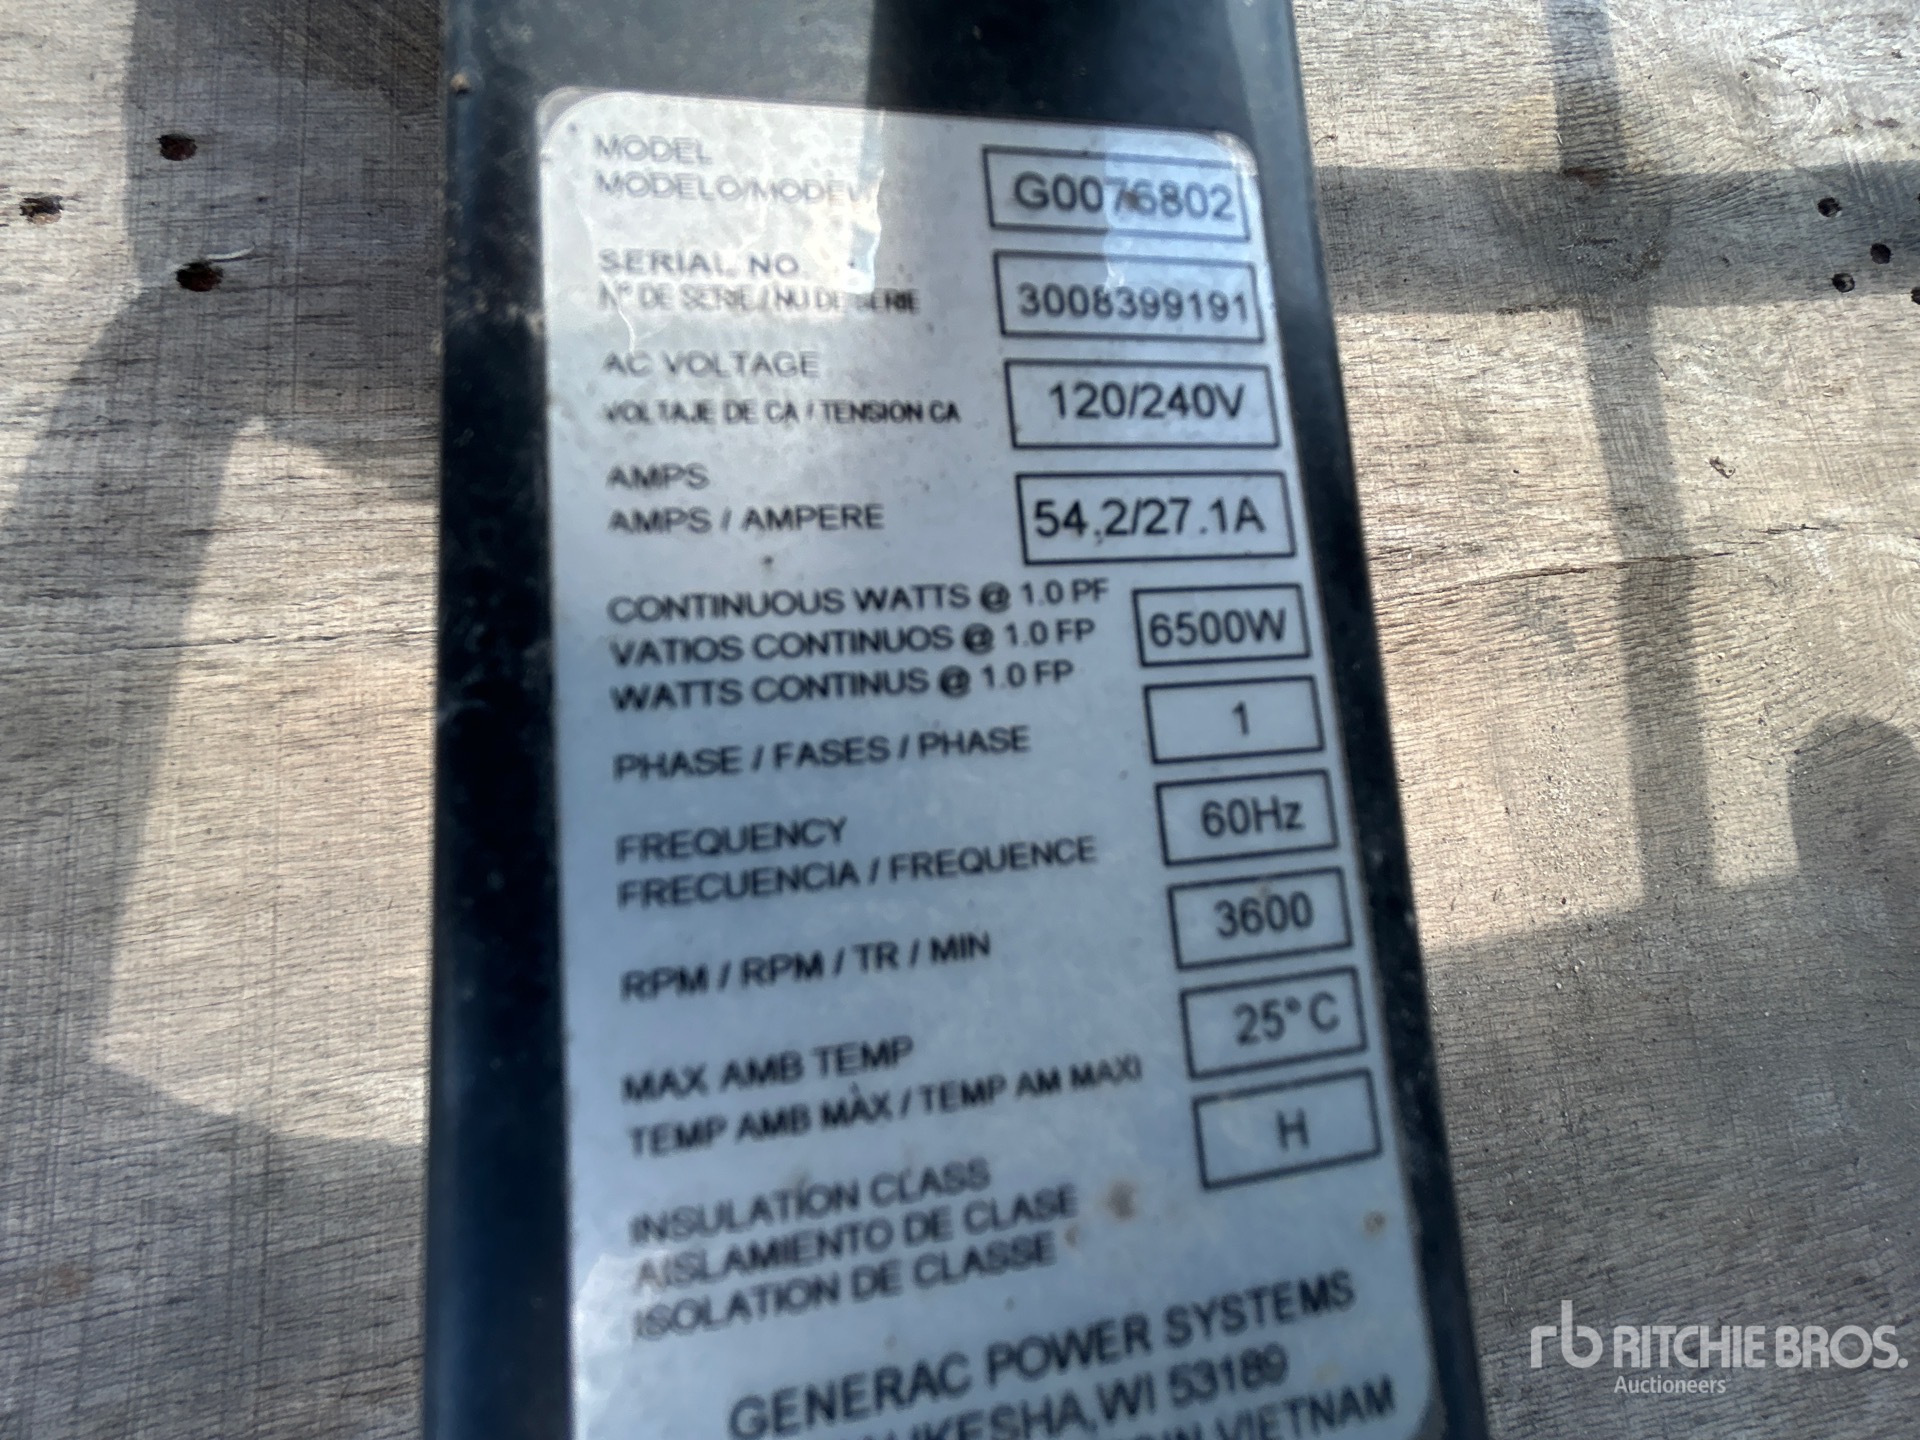 MODEL
MODELO/MODEL
G0076802
SERIAL NO.
N° DE SERIE / NU DE SERIE
3008399191
AC VOLTAGE
VOLTAJE DE CA / TENSION CA
120/240V
AMPS
AMPS / AMPERE
54,2/27.1A
CONTINUOUS WATTS @ 1.0 PF
VATIOS CONTINUOS @ 1.0 FP
WATTS CONTINUS @ 1.0 FP
6500W
PHASE / FASES / PHASE
1
FREQUENCY
FRECUENCIA / FREQUENCE
60Hz
RPM / RPM / TR / MIN
3600
MAX AMB TEMP
TEMP AMB MAX / TEMP AM MAXI
25°C
INSULATION CLASS
AISLAMIENTO DE CLASE
ISOLATION DE CLASSE
H
GENERAC POWER SYSTEMS
WI 53189
IN VIETNAM
rb RITCHIE BROS.
Auctioneers